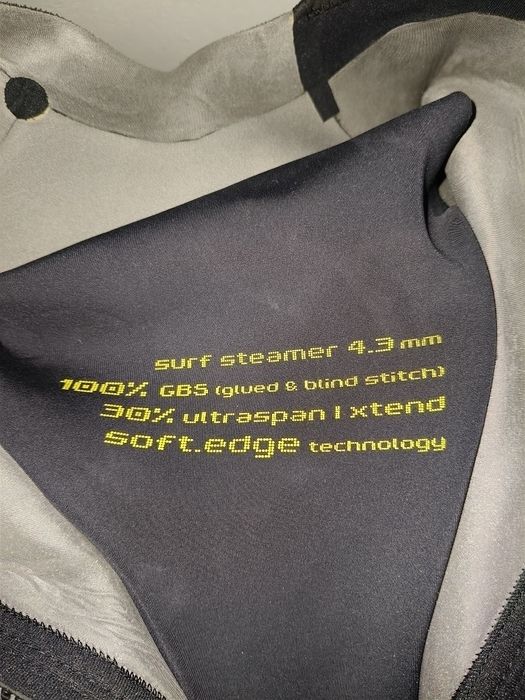 surf steamer 4.3 mm
100% GBS (glued & blind stitch)
30% ultraspan | xtend
soft.edge technology